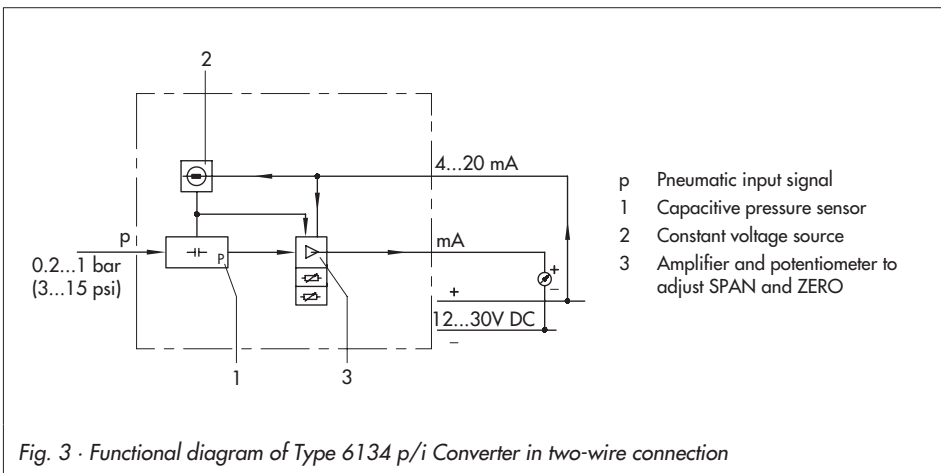 2
4...20 mA
p
0.2...1 bar
(3...15 psi)
P
mA
+
−
+
12...30V DC
−
1
3
p Pneumatic input signal
1 Capacitive pressure sensor
2 Constant voltage source
3 Amplifier and potentiometer to
adjust SPAN and ZERO
Fig. 3 · Functional diagram of Type 6134 p/i Converter in two-wire connection